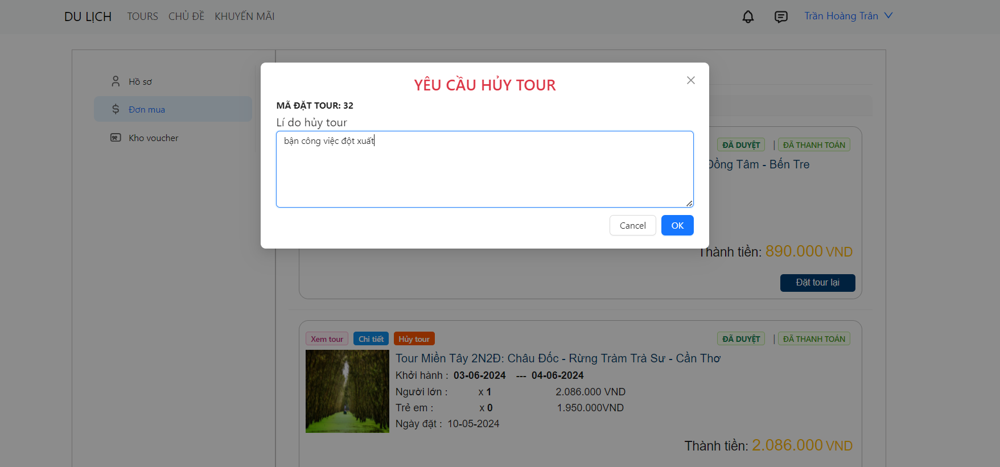 DU LỊCH TOURS CHỦ ĐỀ KHUYẾN MÃI Trần Hoàng Trân
Hồ sơ
Đơn mua
Kho voucher
YÊU CẦU HỦY TOUR
MÃ ĐẶT TOUR: 32
Lí do hủy tour
bận công việc đột xuất
Cancel OK
ĐÃ DUYỆT | ĐÃ THANH TOÁN
Đồng Tâm - Bến Tre
Thành tiền: 890.000 VND
Đặt tour lại
Xem tour Chi tiết Hủy tour ĐÃ DUYỆT | ĐÃ THANH TOÁN
Tour Miền Tây 2N2Đ: Châu Đốc - Rừng Tràm Trà Sư - Cần Thơ
Khởi hành : 03-06-2024 --- 04-06-2024
Người lớn : x 1 2.086.000 VND
Trẻ em : x 0 1.950.000VND
Ngày đặt : 10-05-2024
Thành tiền: 2.086.000 VND